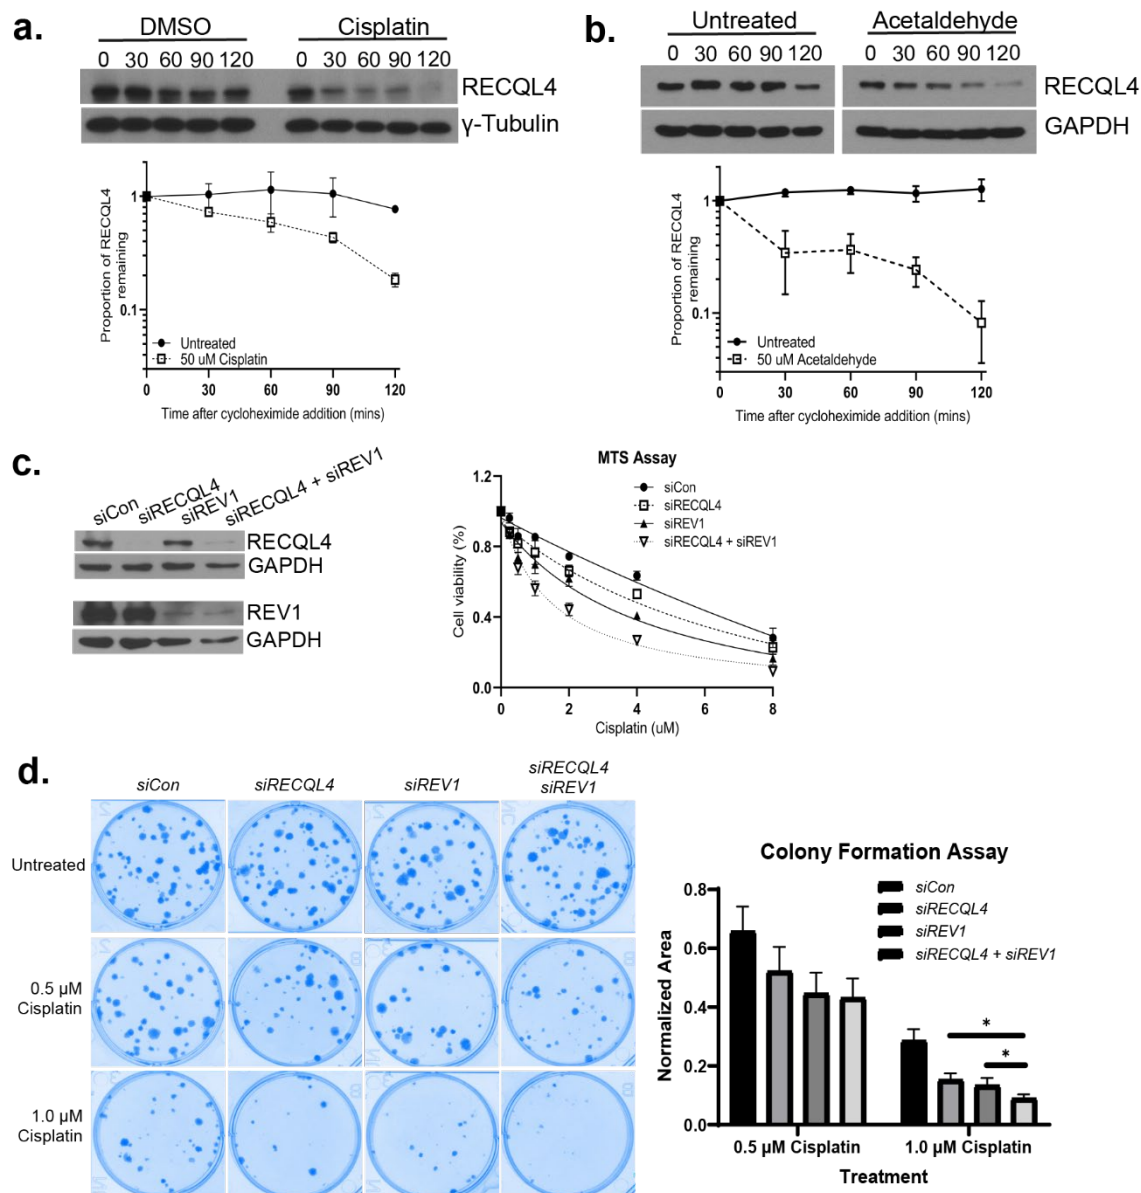 a.
DMSO
Cisplatin
0 30 60 90 120
0 30 60 90 120
RECQL4
γ-Tubulin
Proportion of RECQL4
remaining
1
0.1
Untreated
50 uM Cisplatin
0 30 60 90 120
Time after cycloheximide addition (mins)
b.
Untreated
Acetaldehyde
0 30 60 90 120
0 30 60 90 120
RECQL4
GAPDH
Proportion of RECQL4
remaining
1
0.1
Untreated
50 uM Acetaldehyde
0 30 60 90 120
Time after cycloheximide addition (mins)
c.
siCon
siRECQL4
siREV1
siRECQL4 + siREV1
RECQL4
GAPDH
REV1
GAPDH
MTS Assay
siCon
siRECQL4
siREV1
siRECQL4 + siREV1
Cell viability (%)
1.2
0.8
0.4
0.0
0 2 4 6 8
Cisplatin (uM)
d.
siCon
siRECQL4
siREV1
siRECQL4
siREV1
Untreated
0.5 µM
Cisplatin
1.0 µM
Cisplatin
Colony Formation Assay
siCon
siRECQL4
siREV1
siRECQL4 + siREV1
Normalized Area
0.8
0.6
0.4
0.2
0.0
*
*
0.5 µM Cisplatin
1.0 µM Cisplatin
Treatment